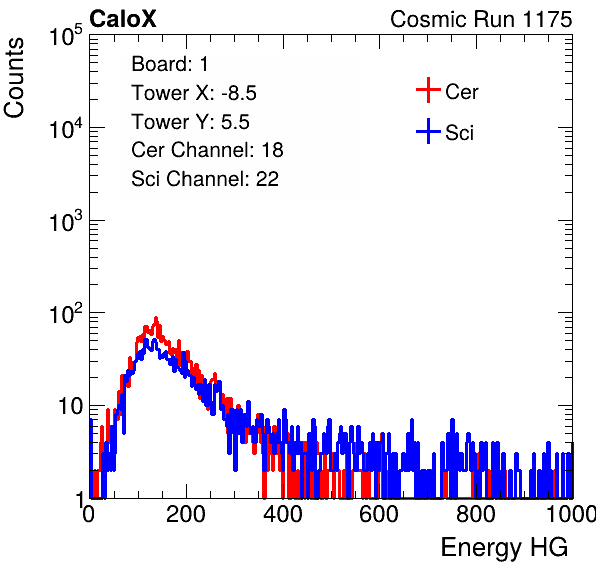 CaloX Cosmic Run 1175
Counts
10^5
10^4
10^3
10^2
10
1
Board: 1
Tower X: -8.5
Tower Y: 5.5
Cer Channel: 18
Sci Channel: 22
Cer
Sci
0 200 400 600 800 1000
Energy HG